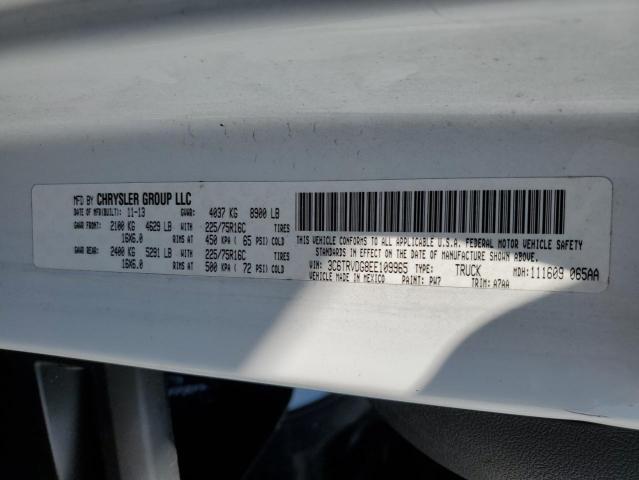 MFD BY CHRYSLER GROUP LLC
DATE OF MFR(BUILT): 11-13 GVWR: 4037 KG 8900 LB
GAWR FRONT: 2100 KG 4629 LB WITH 225/75R16C TIRES
16X6.0 RIMS AT 450 KPA ( 65 PSI) COLD
GAWR REAR: 2400 KG 5291 LB WITH 225/75R16C TIRES
16X6.0 RIMS AT 500 KPA ( 72 PSI) COLD
THIS VEHICLE CONFORMS TO ALL APPLICABLE U.S.A. FEDERAL MOTOR VEHICLE SAFETY
STANDARDS IN EFFECT ON THE DATE OF MANUFACTURE SHOWN ABOVE.
VIN: 3C6TRVDG8EE109965 TYPE: TRUCK MDH:111609 065AA
VEHICLE MADE IN MEXICO PAINT: PW7 TRIM: A7AA